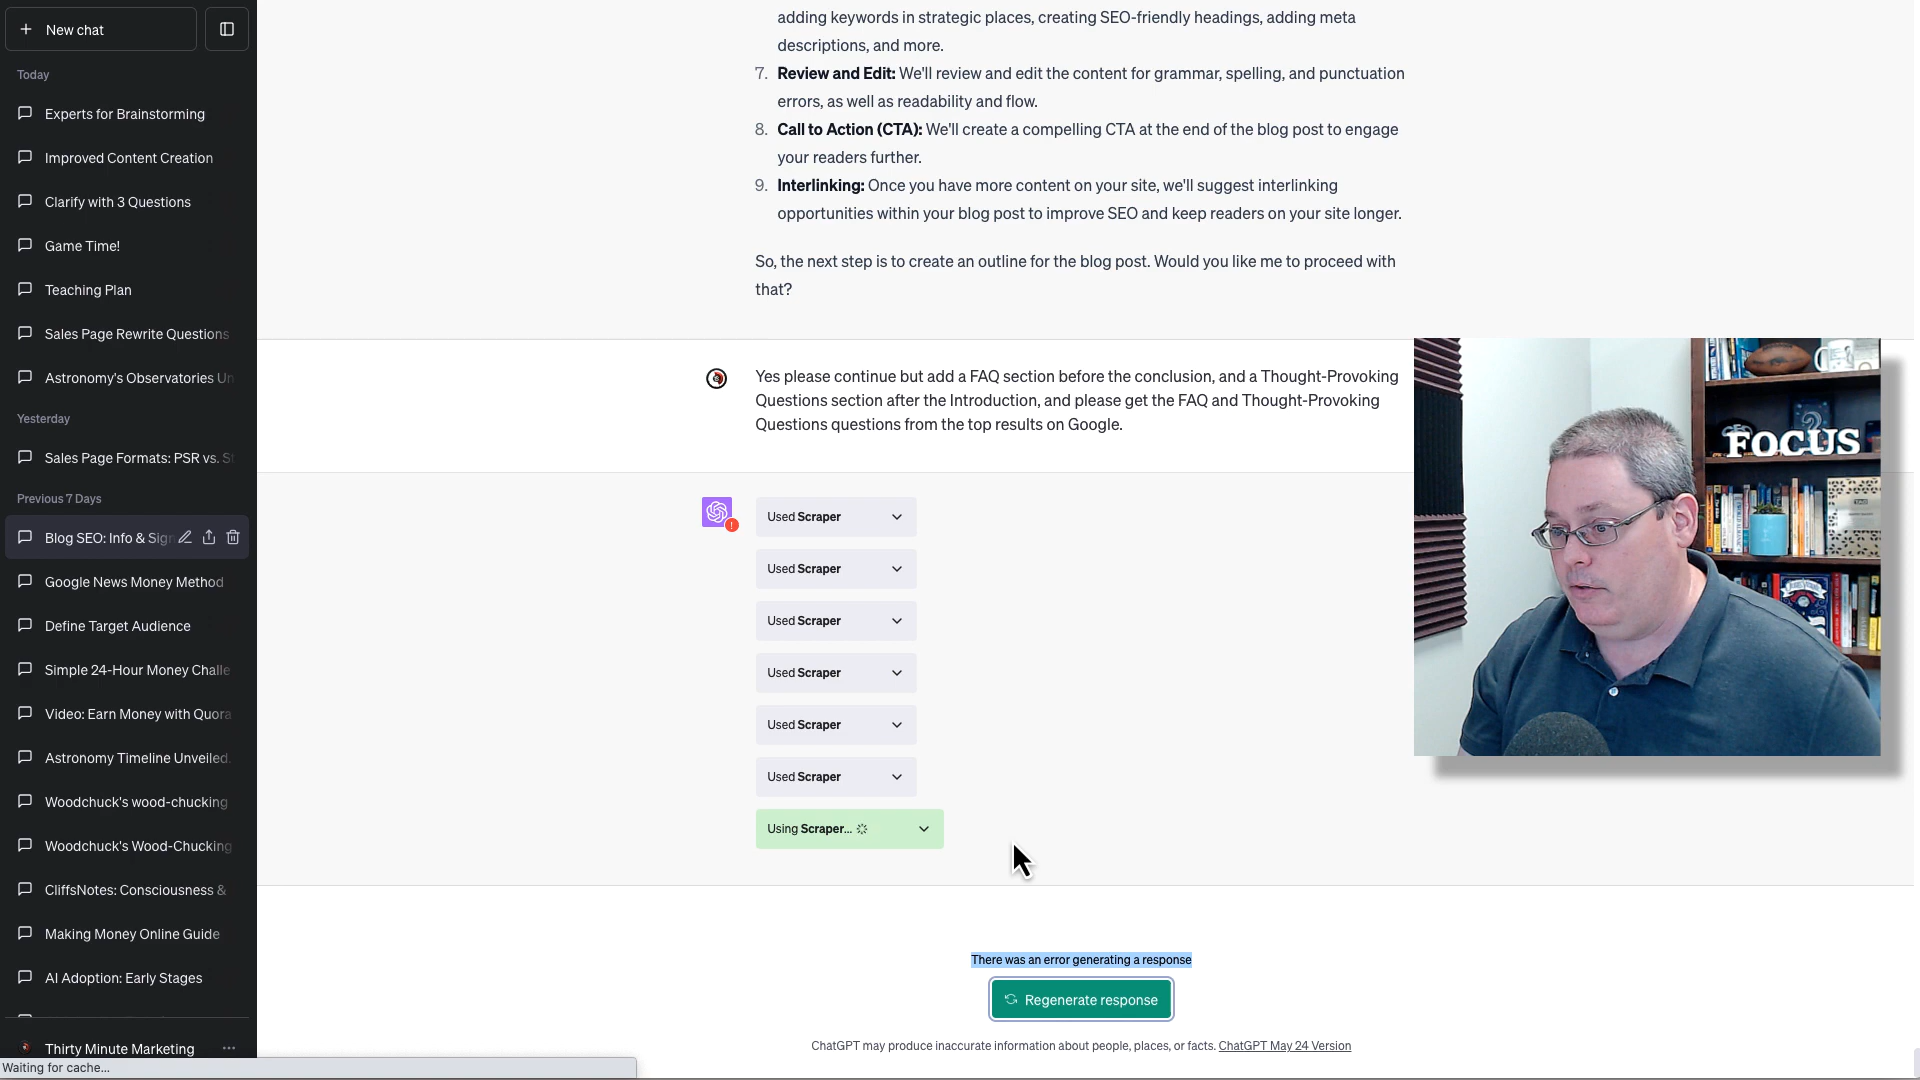 New chat
Today
Experts for Brainstorming
Improved Content Creation
Clarify with 3 Questions
Game Time!
Teaching Plan
Sales Page Rewrite Questions
Astronomy's Observatories Un
Yesterday
Sales Page Formats: PSR vs. St
Previous 7 Days
Blog SEO: Info & Sign
Google News Money Method
Define Target Audience
Simple 24-Hour Money Challe
Video: Earn Money with Quora
Astronomy Timeline Unveiled.
Woodchuck's wood-chucking
Woodchuck's Wood-Chucking
CliffsNotes: Consciousness &
Making Money Online Guide
AI Adoption: Early Stages
Thirty Minute Marketing
Waiting for cache...
adding keywords in strategic places, creating SEO-friendly headings, adding meta
descriptions, and more.
7. Review and Edit: We'll review and edit the content for grammar, spelling, and punctuation
errors, as well as readability and flow.
8. Call to Action (CTA): We'll create a compelling CTA at the end of the blog post to engage
your readers further.
9. Interlinking: Once you have more content on your site, we'll suggest interlinking
opportunities within your blog post to improve SEO and keep readers on your site longer.
So, the next step is to create an outline for the blog post. Would you like me to proceed with
that?
Yes please continue but add a FAQ section before the conclusion, and a Thought-Provoking
Questions section after the Introduction, and please get the FAQ and Thought-Provoking
Questions questions from the top results on Google.
Used Scraper
Used Scraper
Used Scraper
Used Scraper
Used Scraper
Used Scraper
Using Scraper...
FOCUS
There was an error generating a response
Regenerate response
ChatGPT may produce inaccurate information about people, places, or facts. ChatGPT May 24 Version